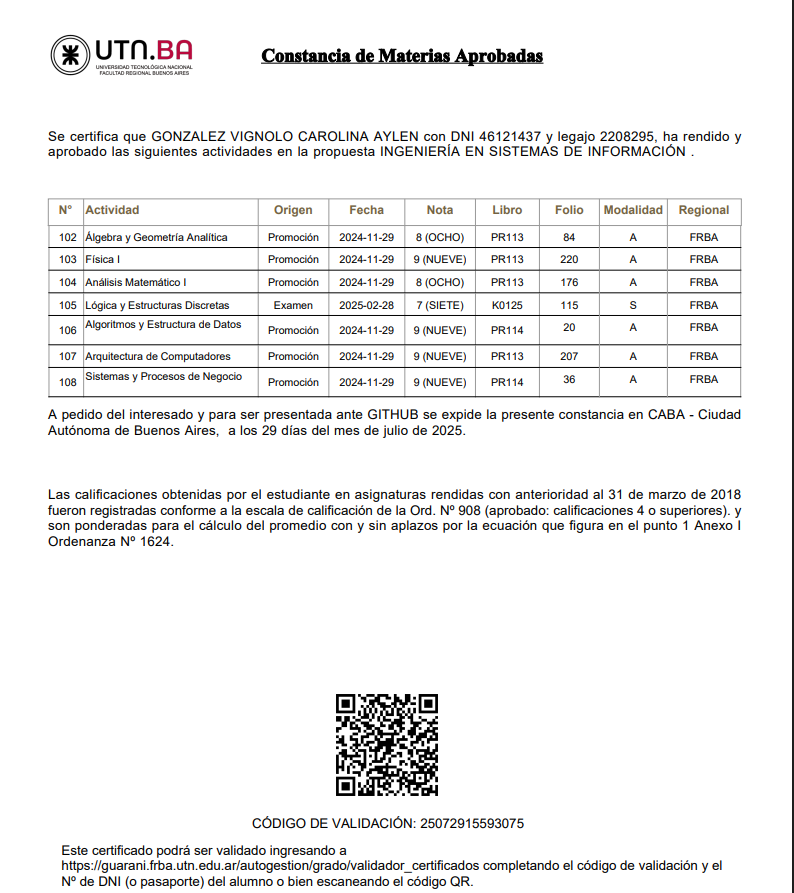 UTN.BA
UNIVERSIDAD TECNOLÓGICA NACIONAL
FACULTAD REGIONAL BUENOS AIRES
Constancia de Materias Aprobadas
Se certifica que GONZALEZ VIGNOLO CAROLINA AYLEN con DNI 46121437 y legajo 2208295, ha rendido y
aprobado las siguientes actividades en la propuesta INGENIERÍA EN SISTEMAS DE INFORMACIÓN .
N° Actividad Origen Fecha Nota Libro Folio Modalidad Regional
102 Álgebra y Geometría Analítica Promoción 2024-11-29 8 (OCHO) PR113 84 A FRBA
103 Física I Promoción 2024-11-29 9 (NUEVE) PR113 220 A FRBA
104 Análisis Matemático I Promoción 2024-11-29 8 (OCHO) PR113 176 A FRBA
105 Lógica y Estructuras Discretas Examen 2025-02-28 7 (SIETE) K0125 115 S FRBA
106 Algoritmos y Estructura de Datos Promoción 2024-11-29 9 (NUEVE) PR114 20 A FRBA
107 Arquitectura de Computadores Promoción 2024-11-29 9 (NUEVE) PR113 207 A FRBA
108 Sistemas y Procesos de Negocio Promoción 2024-11-29 9 (NUEVE) PR114 36 A FRBA
A pedido del interesado y para ser presentada ante GITHUB se expide la presente constancia en CABA - Ciudad
Autónoma de Buenos Aires, a los 29 días del mes de julio de 2025.
Las calificaciones obtenidas por el estudiante en asignaturas rendidas con anterioridad al 31 de marzo de 2018
fueron registradas conforme a la escala de calificación de la Ord. Nº 908 (aprobado: calificaciones 4 o superiores). y
son ponderadas para el cálculo del promedio con y sin aplazos por la ecuación que figura en el punto 1 Anexo I
Ordenanza Nº 1624.
CÓDIGO DE VALIDACIÓN: 25072915593075
Este certificado podrá ser validado ingresando a
https://guarani.frba.utn.edu.ar/autogestion/grado/validador_certificados completando el código de validación y el
Nº de DNI (o pasaporte) del alumno o bien escaneando el código QR.